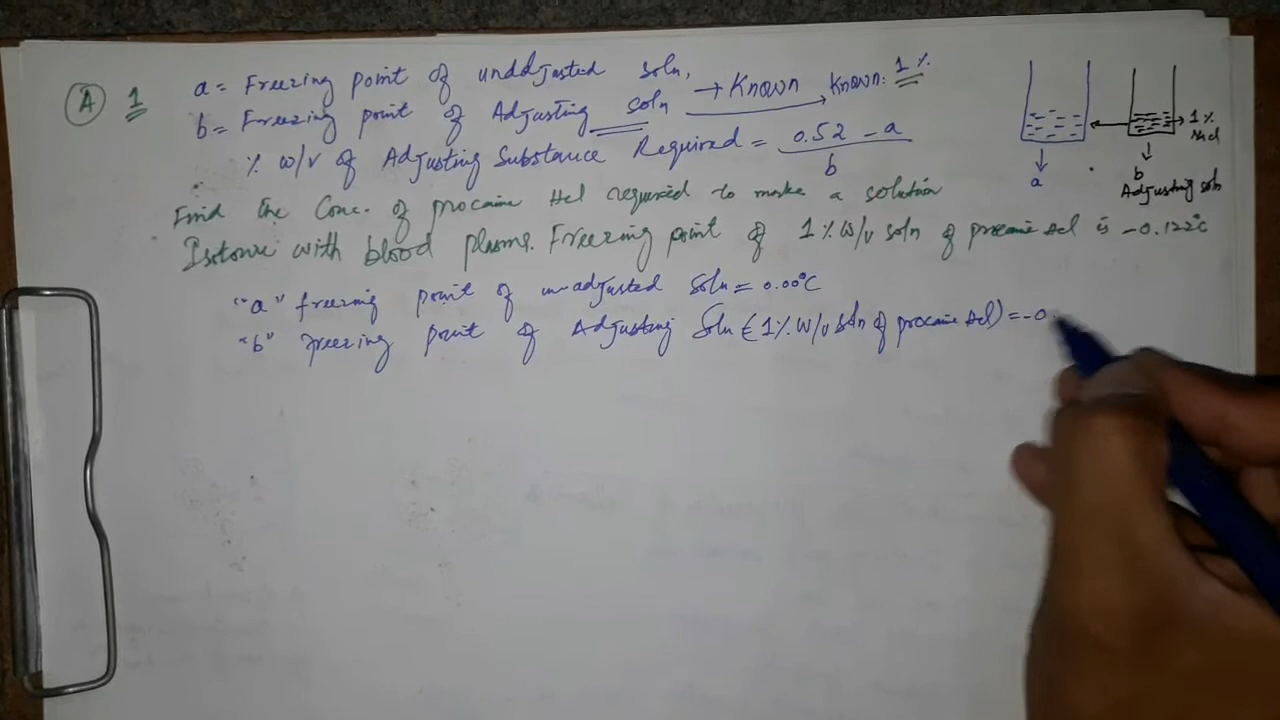 A 1 a = Freezing point of unddjusted soln,
b = Freezing point of Adjusting soln → Known Known: 1 %
% w/v of Adjusting Substance Required = 0.52 - a / b
1 %
a
b
Adjusting soln
Find the Conc. of procaine Hcl required to make a solution
Isotonic with blood plasma. Freezing point of 1% W/V soln of procaine Hcl is -0.122°C
"a" freezing point of un-adjusted Soln = 0.00°C
"b" freezing point of Adjusting Soln (1% W/V soln of procaine Hcl) = -0.